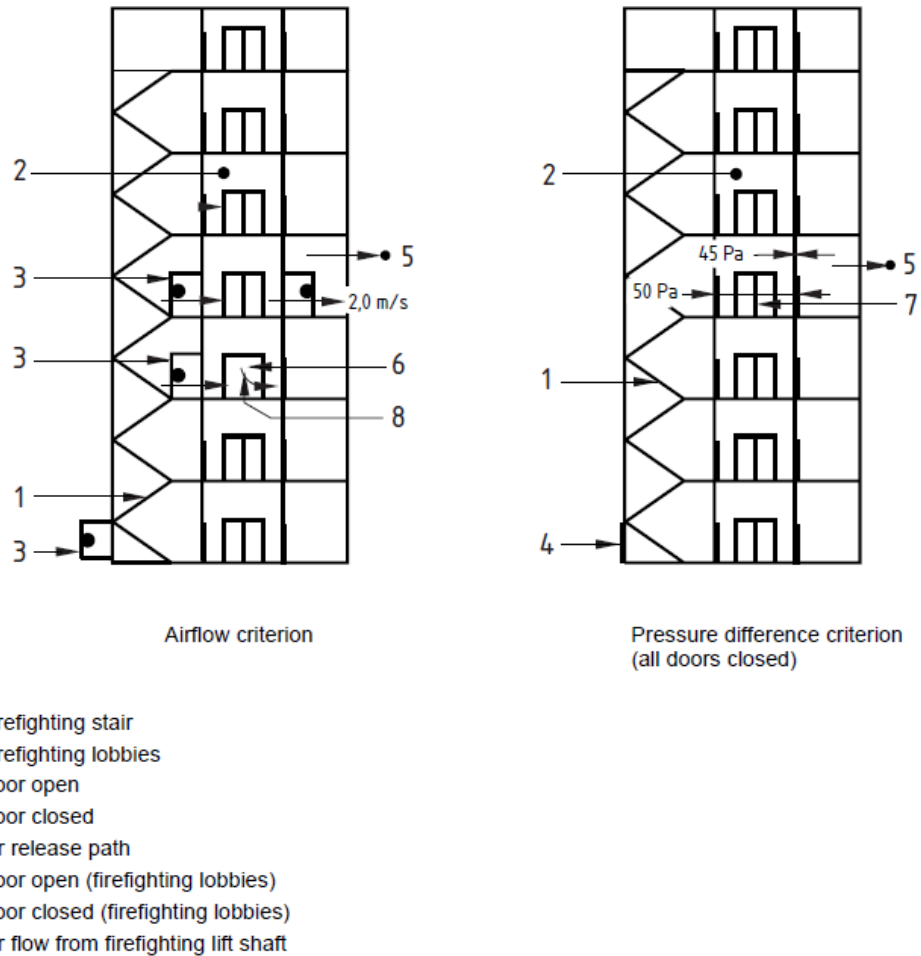 2
2
5
45 Pa
5
3
2,0 m/s
50 Pa
7
3
6
1
8
1
3
4
Airflow criterion
Pressure difference criterion
(all doors closed)
refighting stair
refighting lobbies
oor open
oor closed
r release path
oor open (firefighting lobbies)
oor closed (firefighting lobbies)
r flow from firefighting lift shaft